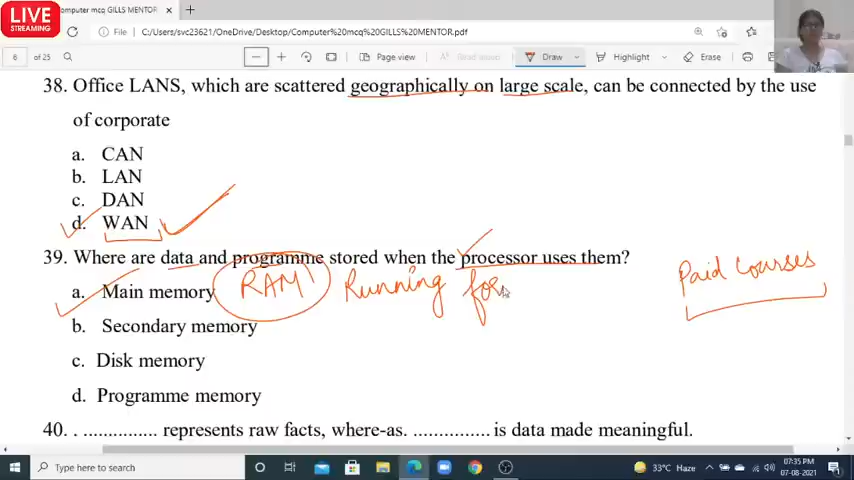 LIVE
STREAMING
Computer mcq GILLS MENTOR.pdf
File
C:/Users/svc23621/OneDrive/Desktop/Computer%20mcq%20GILLS%20MENTOR.pdf
6 of 25
Page view
Read aloud
Draw
Highlight
Erase
38. Office LANS, which are scattered geographically on large scale, can be connected by the use
of corporate
a. CAN
b. LAN
c. DAN
d. WAN
39. Where are data and programme stored when the processor uses them?
a. Main memory RAM Running for
Paid courses
b. Secondary memory
c. Disk memory
d. Programme memory
40. . .............. represents raw facts, where-as. ............... is data made meaningful.
Type here to search
33°C Haze
07:35 PM
07-08-2021